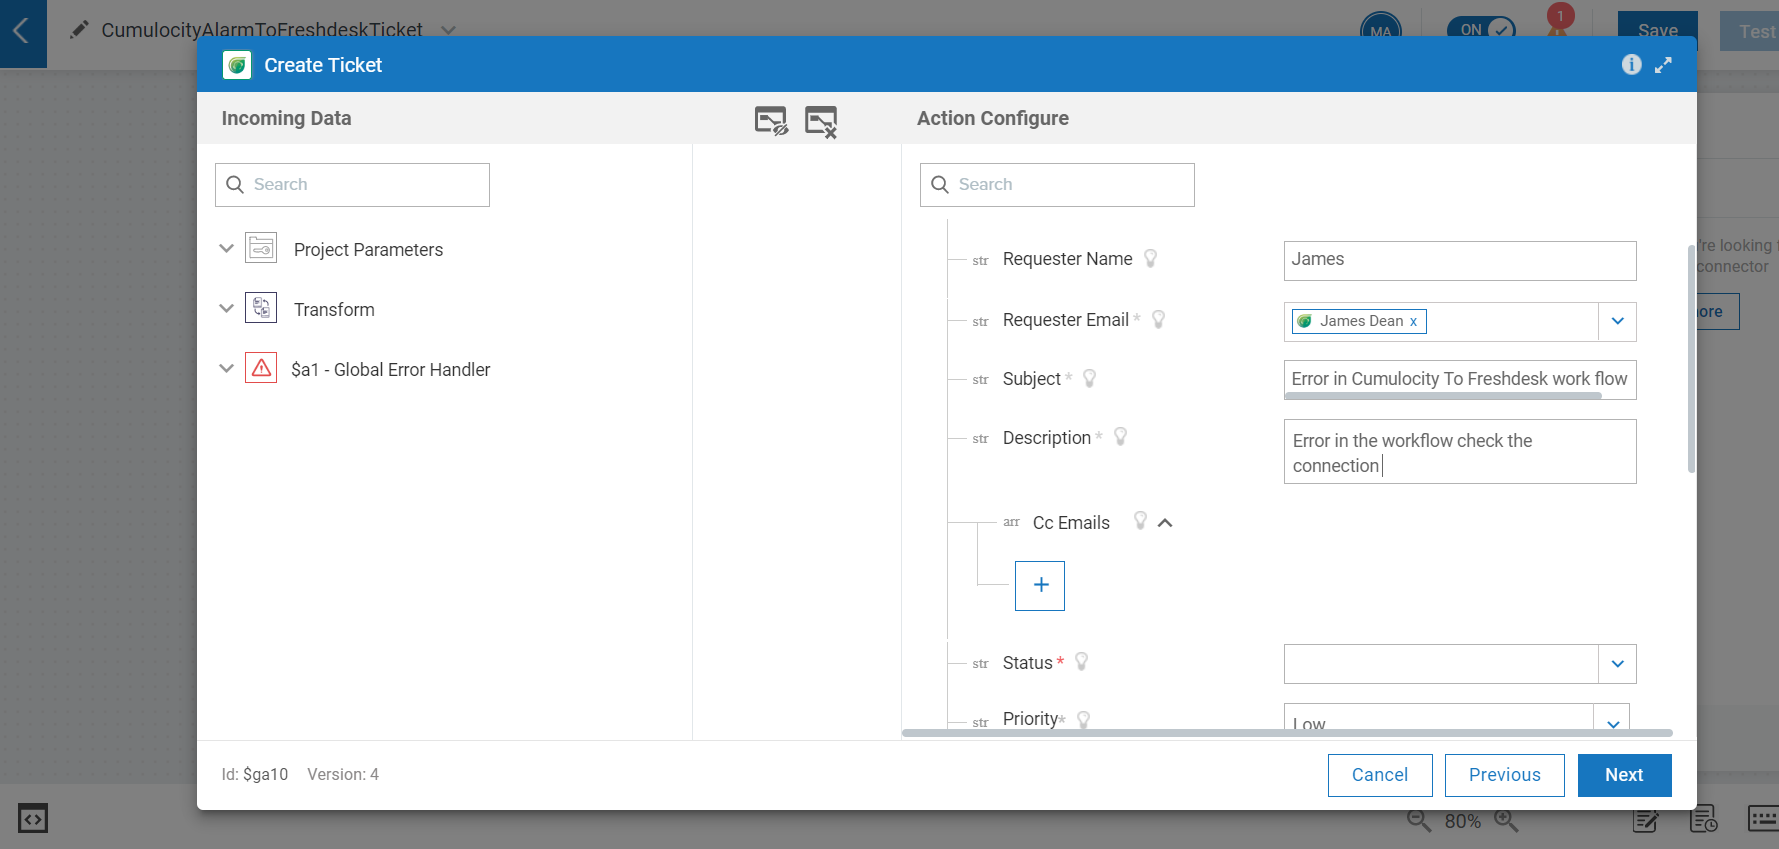 CumulocityAlarmToFreshdeskTicket
MA
ON
1
Save
Test
Create Ticket
Incoming Data
Action Configure
Search
Search
Project Parameters
Transform
$a1 - Global Error Handler
str Requester Name
James
str Requester Email *
James Dean x
str Subject *
Error in Cumulocity To Freshdesk work flow
str Description *
Error in the workflow check the
connection
arr Cc Emails
+
str Status *
str Priority *
Low
're looking
connector
ore
Id: $ga10 Version: 4
Cancel
Previous
Next
80%